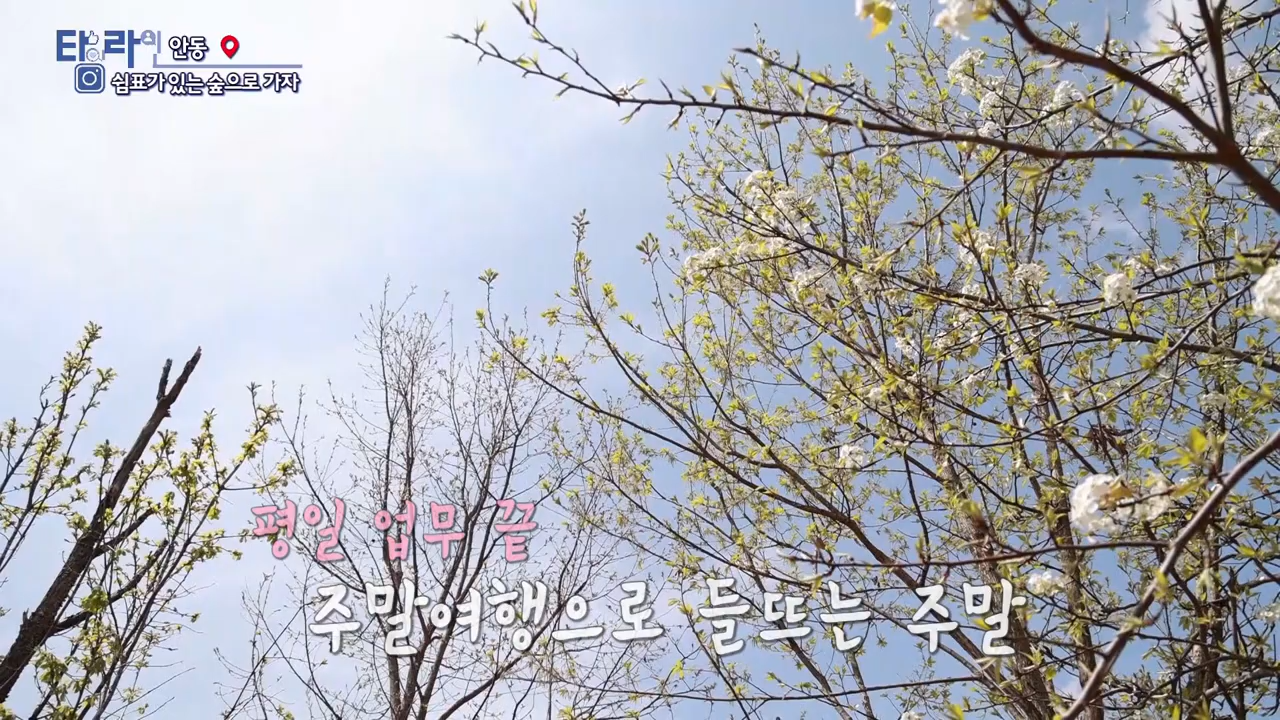 타 라 안동
쉼표가 있는 숲으로 가자
평일 업무 끝
주말여행으로 들뜨는 주말